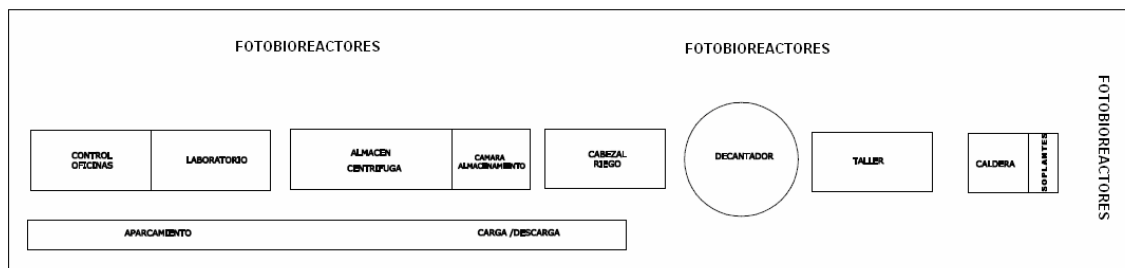 FOTOBIOREACTORES
FOTOBIOREACTORES
FOTOBIOREACTORES
CONTROL
OFICINAS
LABORATORIO
ALMACEN
CENTRIFUGA
CAMARA
ALMACENAMIENTO
CABEZAL
RIEGO
DECANTADOR
TALLER
CALDERA
SOPLANTES
APARCAMIENTO
CARGA /DESCARGA